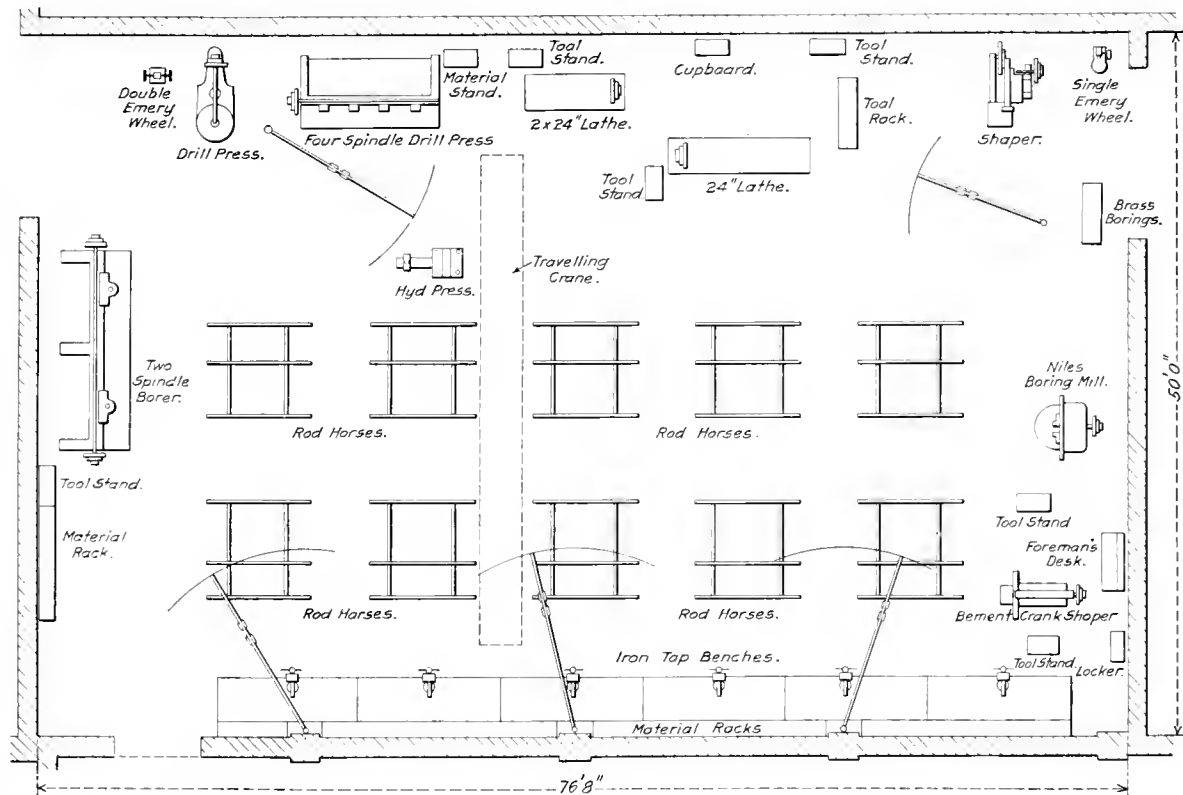 Double
Emery
Wheel.
Drill Press.
Four Spindle Drill Press
Material
Stand.
Tool
Stand.
2x24" Lathe.
Cupboard.
Tool
Stand.
Tool
Rack.
Shaper.
Single
Emery
Wheel.
Tool
Stand
24" Lathe.
Brass
Borings.
Hyd Press.
Travelling
Crane.
Two
Spindle
Borer.
Niles
Boring Mill.
50'0"
Rod Horses.
Rod Horses.
Tool Stand.
Material
Rack.
Tool Stand
Foreman's
Desk.
Rod Horses.
Rod Horses.
Bement Crank Shaper
Iron Tap Benches.
Tool Stand.
Locker.
Material Racks
76'8"